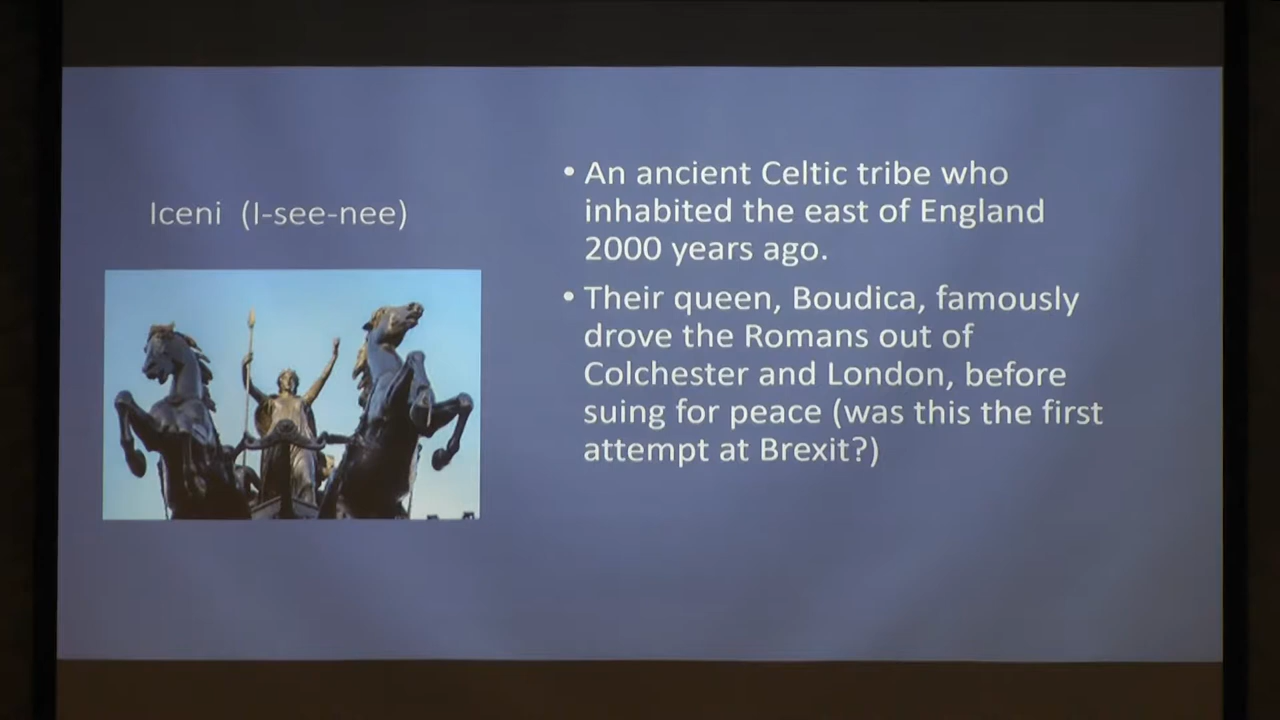 Iceni (I-see-nee)
• An ancient Celtic tribe who
inhabited the east of England
2000 years ago.
• Their queen, Boudica, famously
drove the Romans out of
Colchester and London, before
suing for peace (was this the first
attempt at Brexit?)